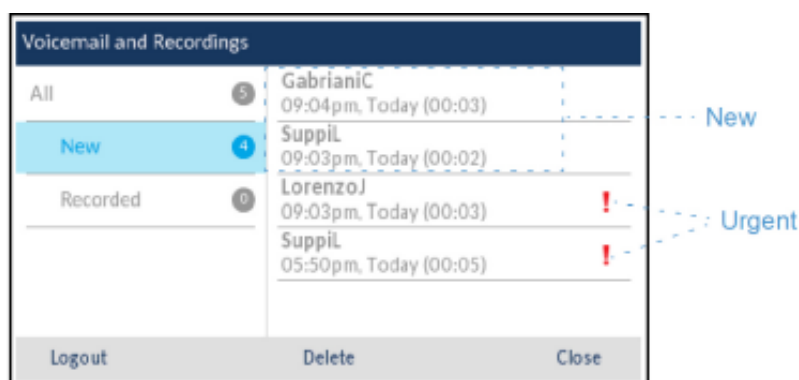 Voicemail and Recordings
All 5
New 4
Recorded 0
GabrianiC
09:04pm, Today (00:03)
SuppiL
09:03pm, Today (00:02)
LorenzoJ
09:03pm, Today (00:03) !
SuppiL
05:50pm, Today (00:05) !
New
Urgent
Logout Delete Close